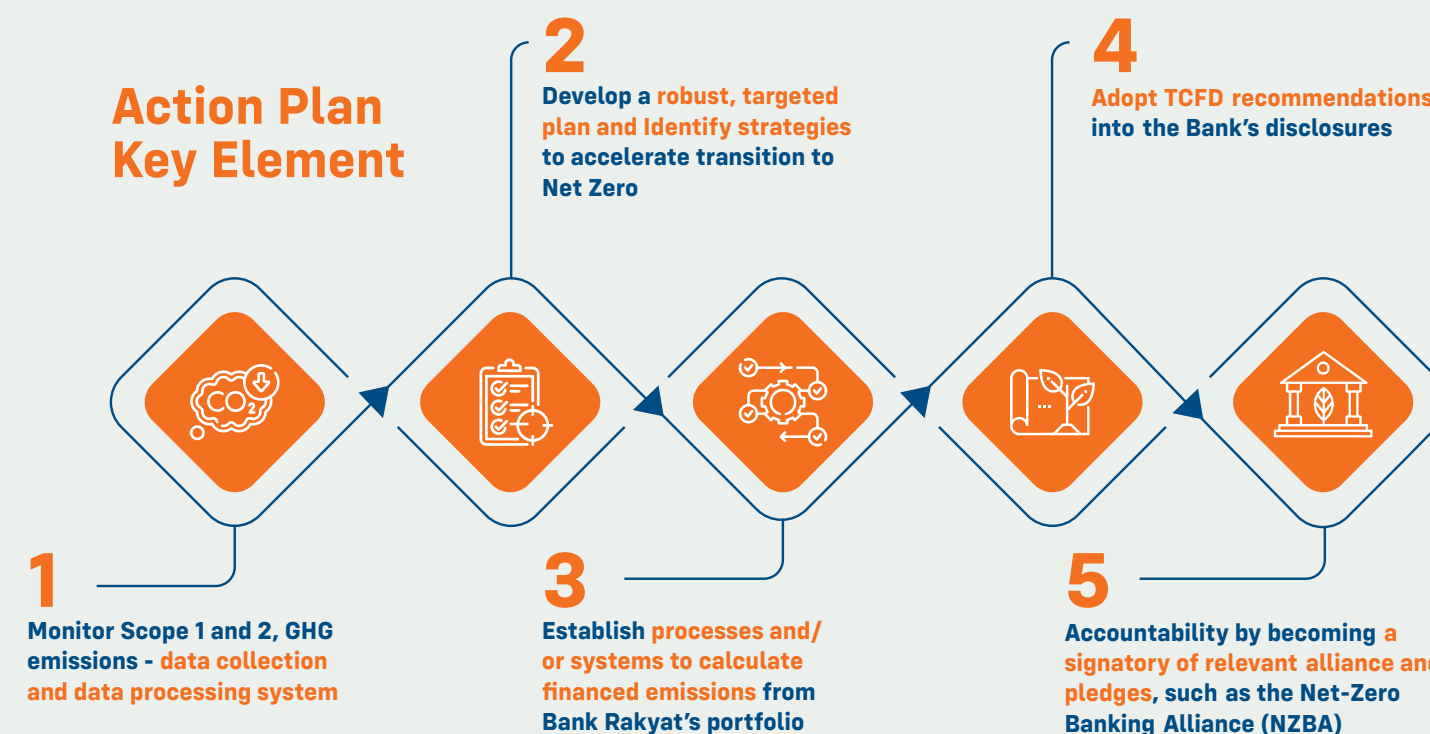 Action Plan
Key Element
1
Monitor Scope 1 and 2, GHG
emissions - data collection
and data processing system
2
Develop a robust, targeted
plan and Identify strategies
to accelerate transition to
Net Zero
3
Establish processes and/
or systems to calculate
financed emissions from
Bank Rakyat's portfolio
4
Adopt TCFD recommendations
into the Bank's disclosures
5
Accountability by becoming a
signatory of relevant alliance and
pledges, such as the Net-Zero
Banking Alliance (NZBA)
CO2